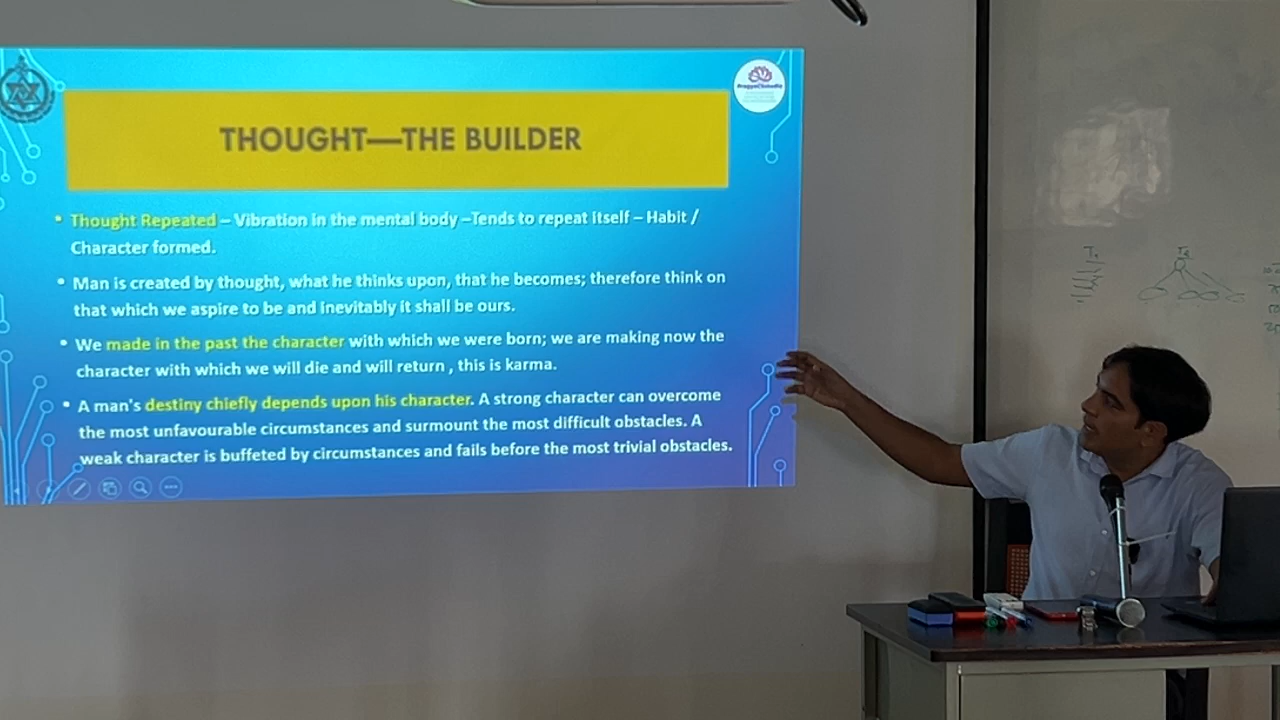 THOUGHT—THE BUILDER
• Thought Repeated – Vibration in the mental body –Tends to repeat itself – Habit /
Character formed.
• Man is created by thought, what he thinks upon, that he becomes; therefore think on
that which we aspire to be and inevitably it shall be ours.
• We made in the past the character with which we were born; we are making now the
character with which we will die and will return , this is karma.
• A man's destiny chiefly depends upon his character. A strong character can overcome
the most unfavourable circumstances and surmount the most difficult obstacles. A
weak character is buffeted by circumstances and fails before the most trivial obstacles.